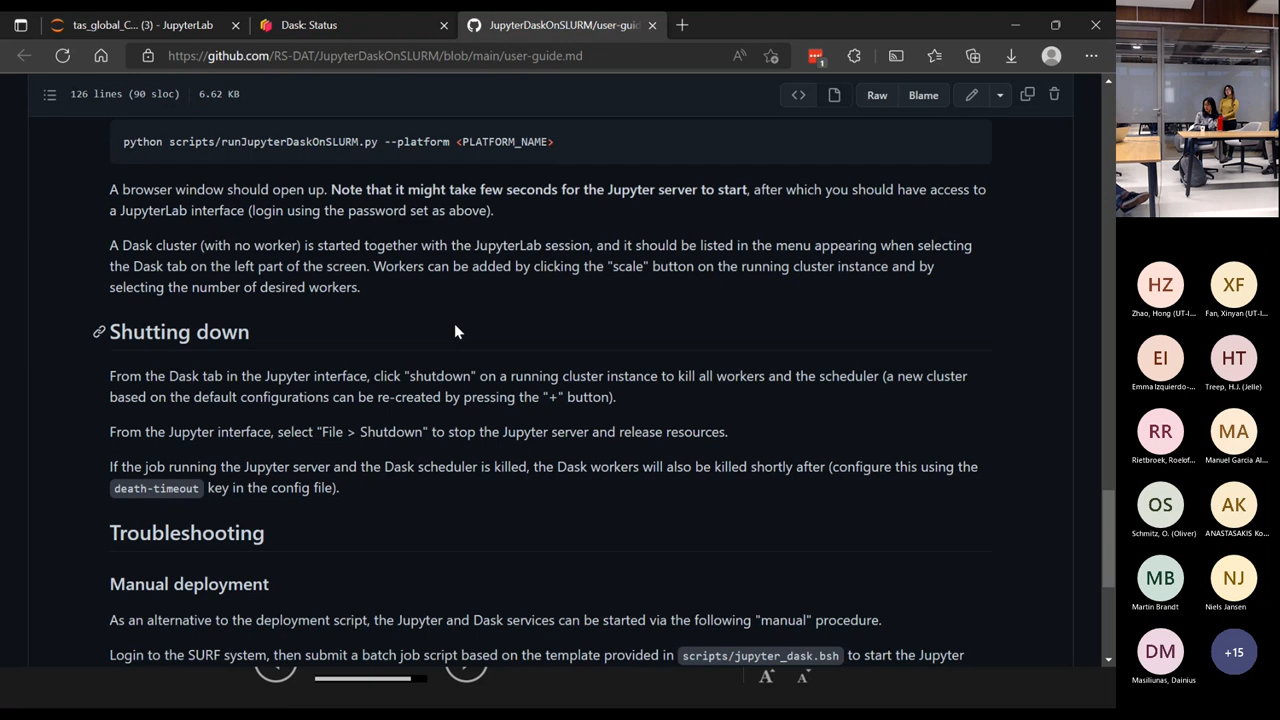 tas_global_C... (3) - JupyterLab
Dask: Status
JupyterDaskOnSLURM/user-guid
https://github.com/RS-DAT/JupyterDaskOnSLURM/blob/main/user-guide.md
1
126 lines (90 sloc) 6.62 KB
Raw Blame
python scripts/runJupyterDaskOnSLURM.py --platform <PLATFORM_NAME>
A browser window should open up. Note that it might take few seconds for the Jupyter server to start, after which you should have access to
a JupyterLab interface (login using the password set as above).
A Dask cluster (with no worker) is started together with the JupyterLab session, and it should be listed in the menu appearing when selecting
the Dask tab on the left part of the screen. Workers can be added by clicking the "scale" button on the running cluster instance and by
selecting the number of desired workers.
Shutting down
From the Dask tab in the Jupyter interface, click "shutdown" on a running cluster instance to kill all workers and the scheduler (a new cluster
based on the default configurations can be re-created by pressing the "+" button).
From the Jupyter interface, select "File > Shutdown" to stop the Jupyter server and release resources.
If the job running the Jupyter server and the Dask scheduler is killed, the Dask workers will also be killed shortly after (configure this using the
death-timeout key in the config file).
Troubleshooting
Manual deployment
As an alternative to the deployment script, the Jupyter and Dask services can be started via the following "manual" procedure.
Login to the SURF system, then submit a batch job script based on the template provided in scripts/jupyter_dask.bsh to start the Jupyter
A A
HZ XF
Zhao, Hong (UT-I... Fan, Xinyan (UT-I...
EI HT
Emma Izquierdo-... Treep, H.J. (Jelle)
RR MA
Rietbroek, Roelof... Manuel Garcia Al...
OS AK
Schmitz, O. (Oliver) ANASTASAKIS Ko...
MB NJ
Martin Brandt Niels Jansen
DM +15
Masiliunas, Dainius